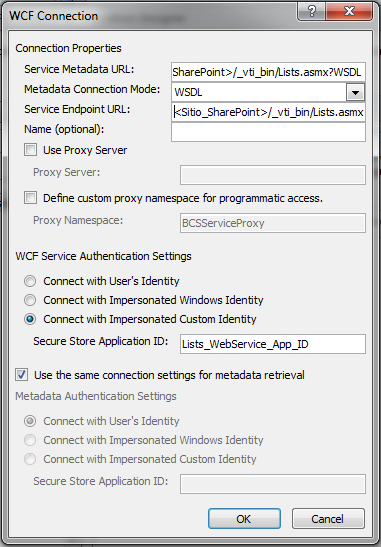 WCF Connection
Connection Properties
Service Metadata URL: SharePoint>/_vti_bin/Lists.asmx?WSDL
Metadata Connection Mode: WSDL
Service Endpoint URL: <Sitio_SharePoint>/_vti_bin/Lists.asmx
Name (optional):
Use Proxy Server
Proxy Server:
Define custom proxy namespace for programmatic access.
Proxy Namespace: BCSServiceProxy
WCF Service Authentication Settings
Connect with User's Identity
Connect with Impersonated Windows Identity
Connect with Impersonated Custom Identity
Secure Store Application ID: Lists_WebService_App_ID
Use the same connection settings for metadata retrieval
Metadata Authentication Settings
Connect with User's Identity
Connect with Impersonated Windows Identity
Connect with Impersonated Custom Identity
Secure Store Application ID:
OK Cancel